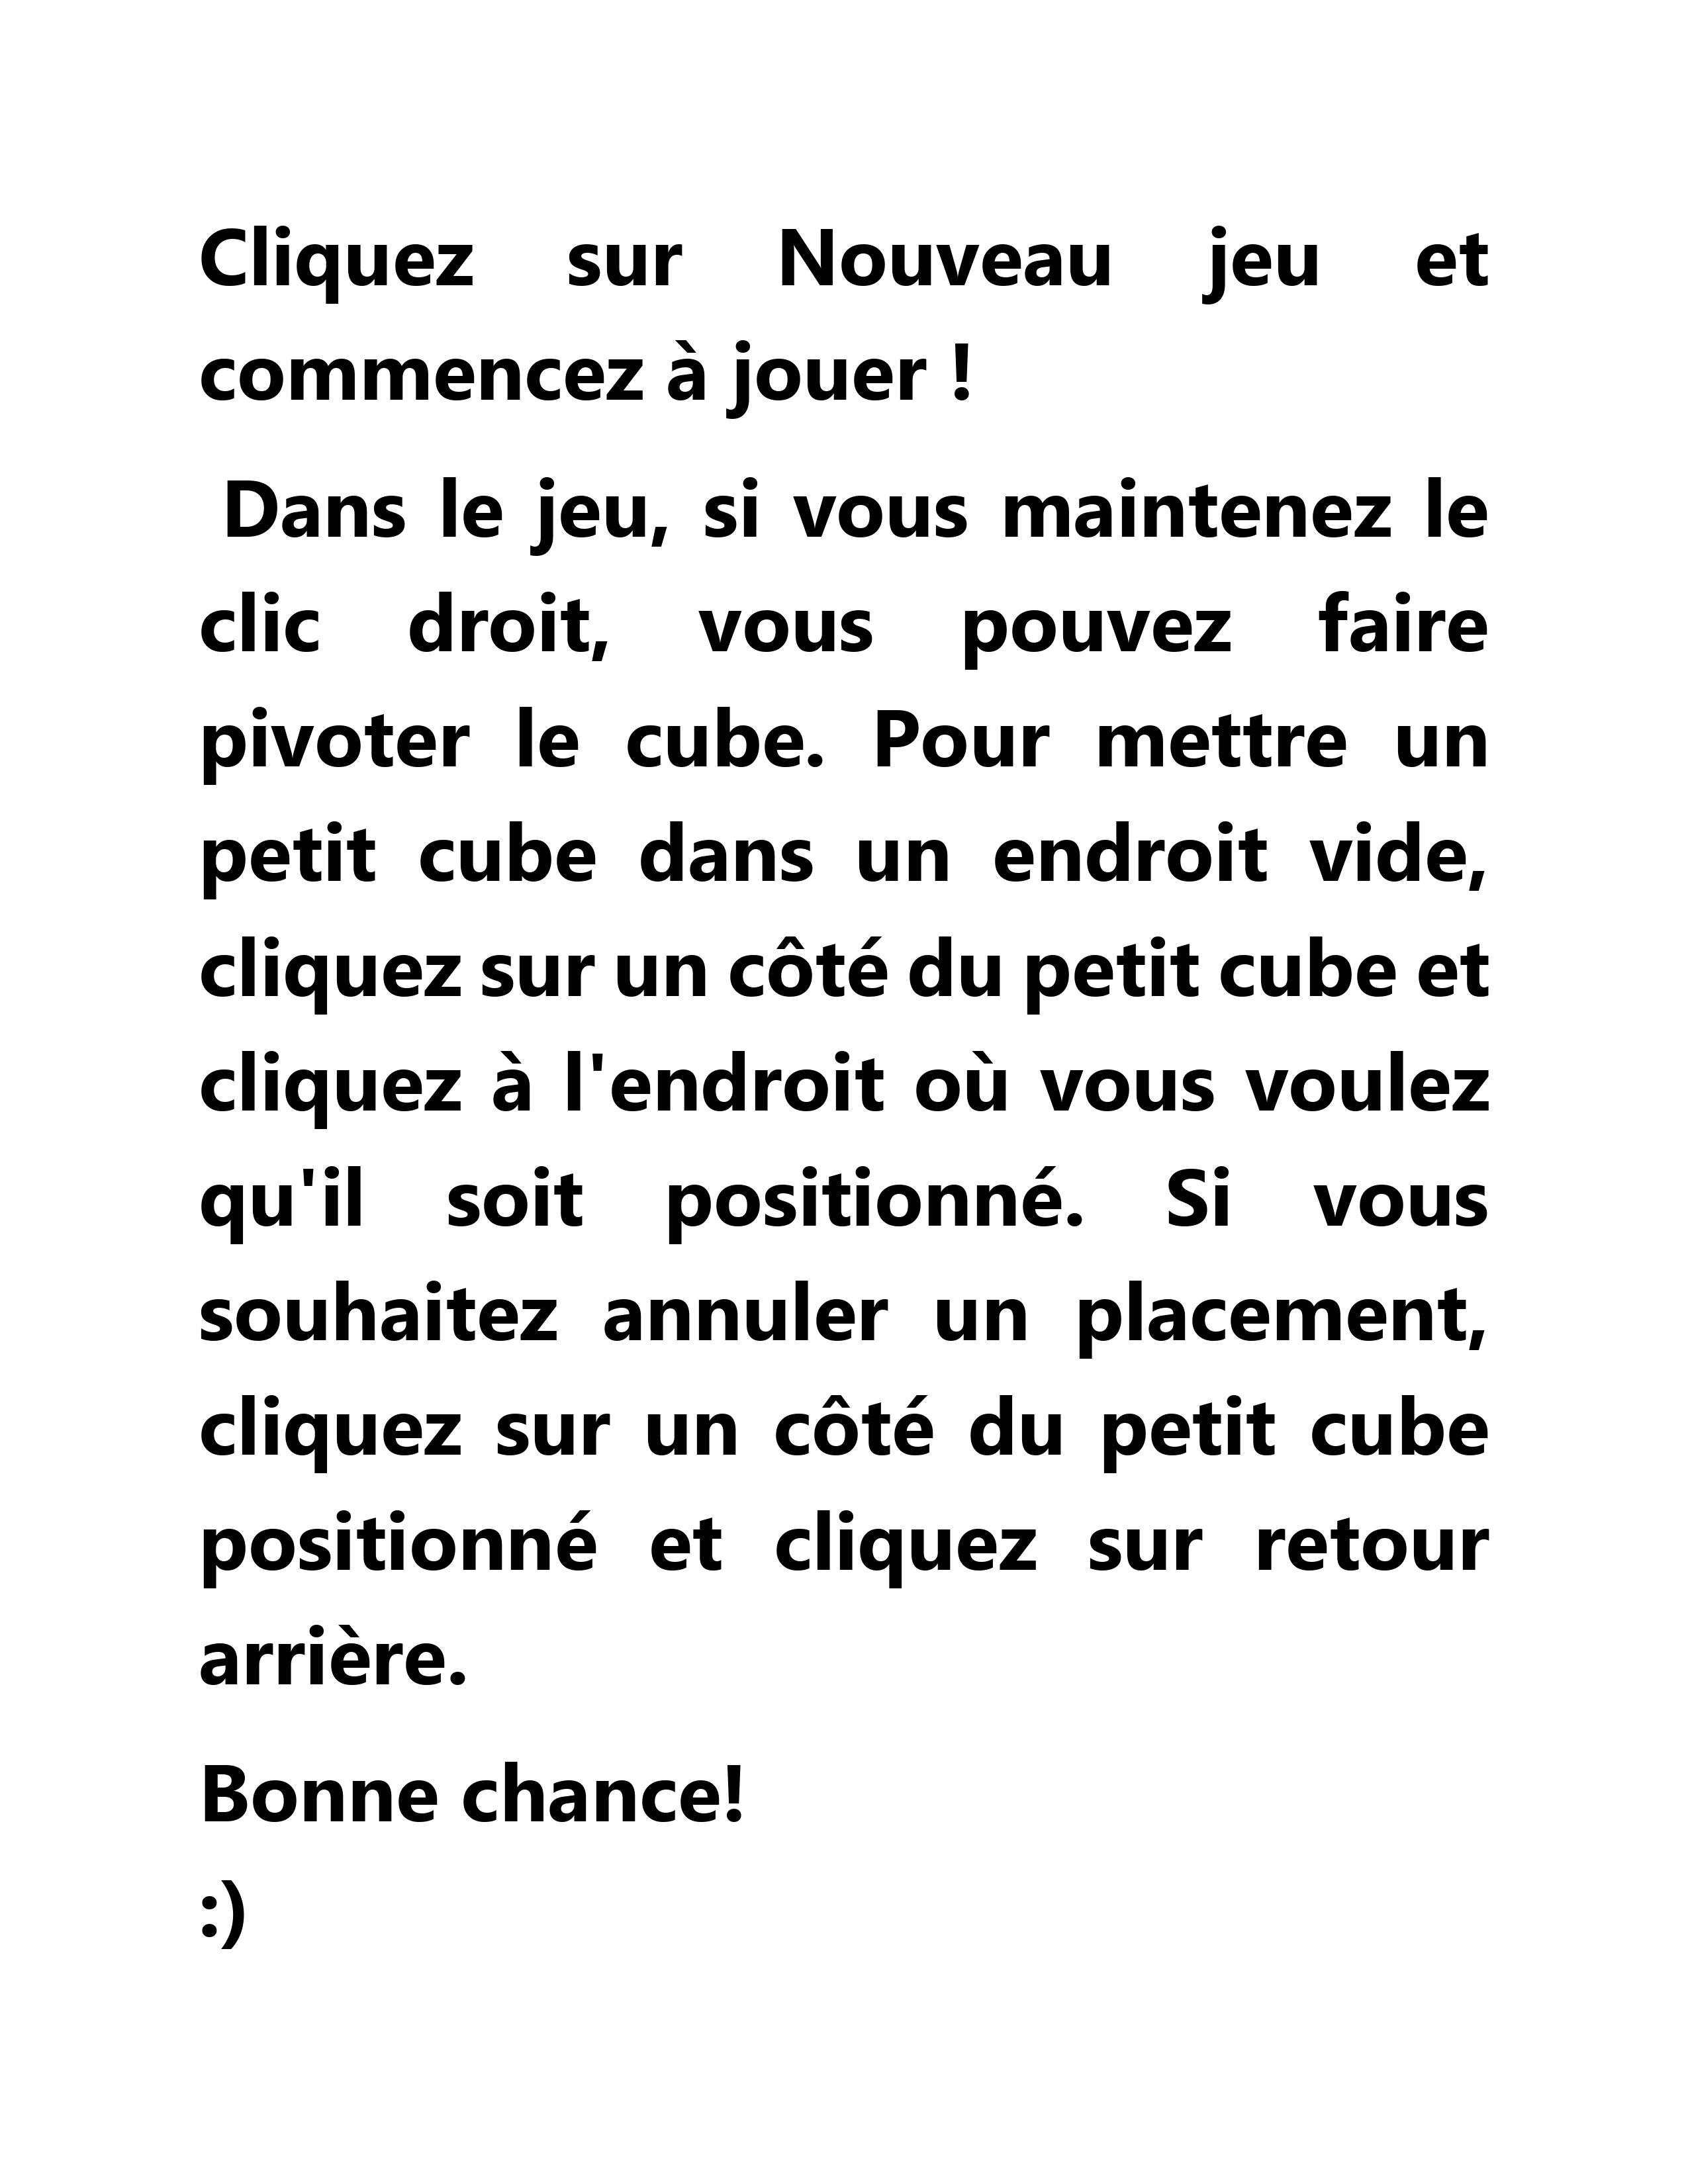 Cliquez sur Nouveau jeu et
commencez à jouer !
Dans le jeu, si vous maintenez le
clic droit, vous pouvez faire
pivoter le cube. Pour mettre un
petit cube dans un endroit vide,
cliquez sur un côté du petit cube et
cliquez à l'endroit où vous voulez
qu'il soit positionné. Si vous
souhaitez annuler un placement,
cliquez sur un côté du petit cube
positionné et cliquez sur retour
arrière.
Bonne chance!
:)